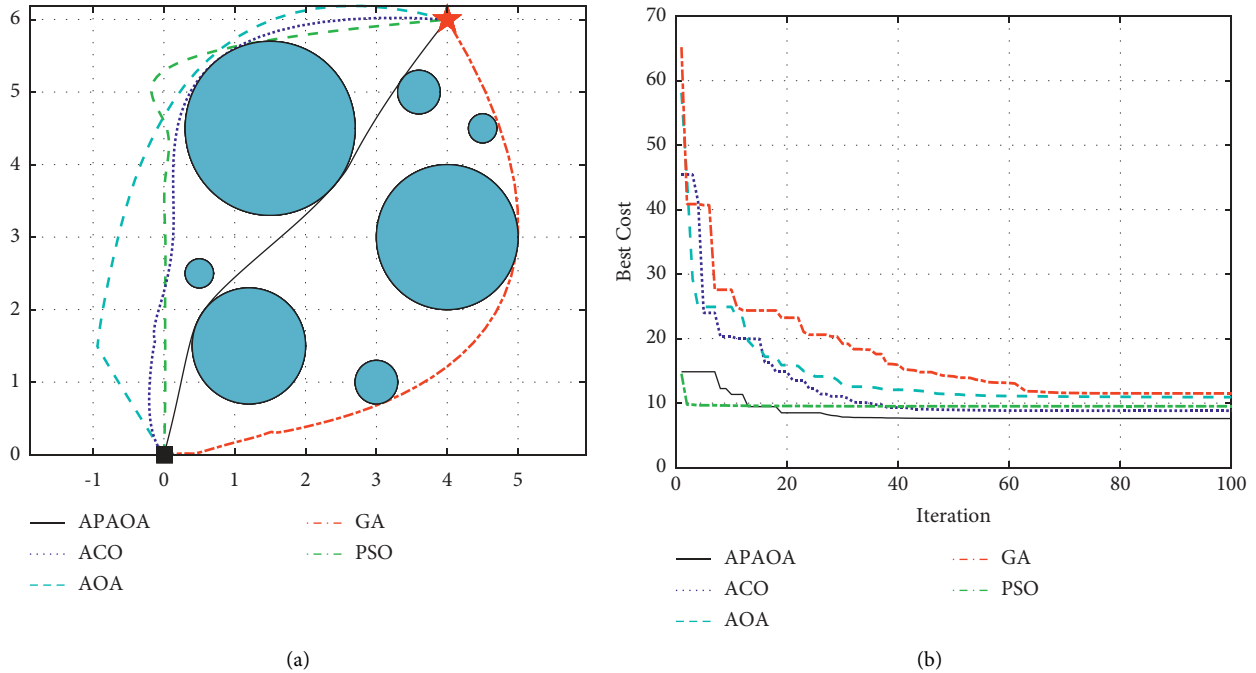 6
5
4
3
2
1
0
-1 0 1 2 3 4 5
APAOA
ACO
AOA
GA
PSO
(a)
70
60
50
40
30
20
10
0
Best Cost
0 20 40 60 80 100
Iteration
APAOA
ACO
AOA
GA
PSO
(b)